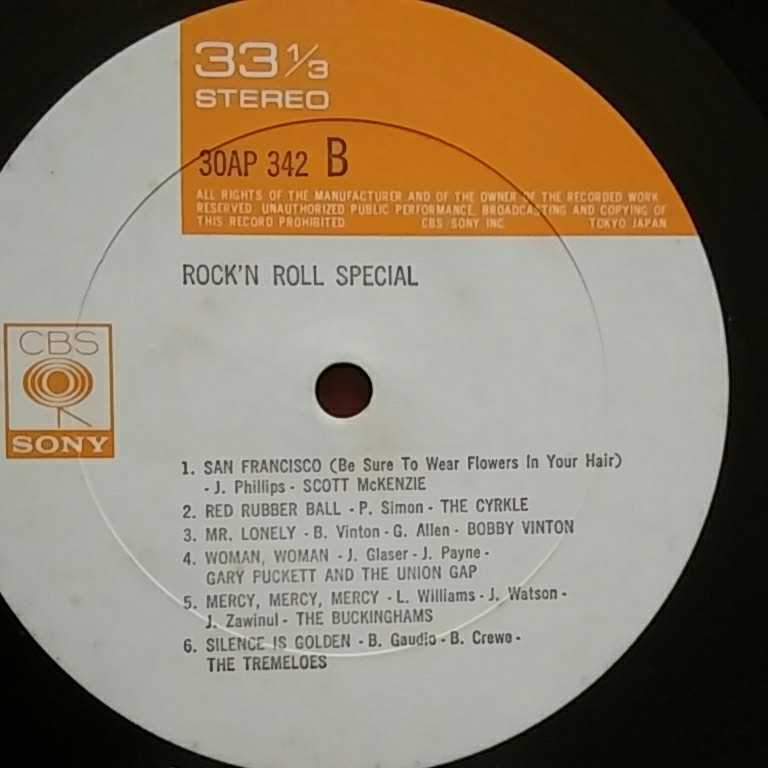 33 1/3
STEREO
30AP 342 B
ALL RIGHTS OF THE MANUFACTURER AND OF THE OWNER OF THE RECORDED WORK
RESERVED. UNAUTHORIZED PUBLIC PERFORMANCE, BROADCASTING AND COPYING OF
THIS RECORD PROHIBITED CBS SONY INC. TOKYO JAPAN
ROCK'N ROLL SPECIAL
CBS
SONY
1. SAN FRANCISCO (Be Sure To Wear Flowers In Your Hair)
- J. Phillips - SCOTT McKENZIE
2. RED RUBBER BALL - P. Simon - THE CYRKLE
3. MR. LONELY - B. Vinton - G. Allen - BOBBY VINTON
4. WOMAN, WOMAN - J. Glaser - J. Payne -
GARY PUCKETT AND THE UNION GAP
5. MERCY, MERCY, MERCY - L. Williams - J. Watson -
J. Zawinul - THE BUCKINGHAMS
6. SILENCE IS GOLDEN - B. Gaudio - B. Crewe -
THE TREMELOES